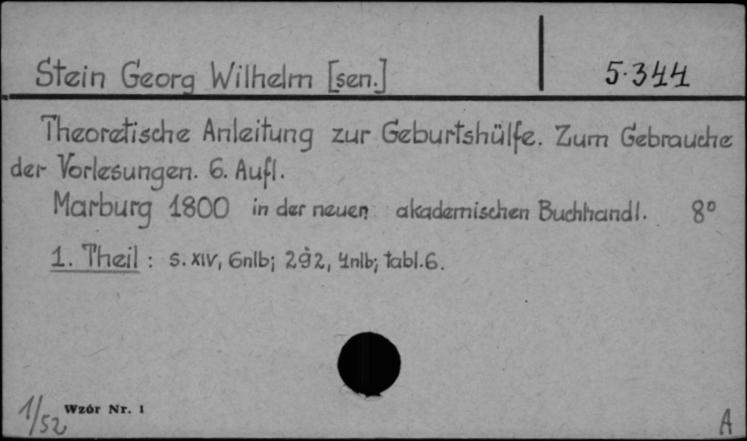 Stein Georg Wilhelm [sen.] 5.344
Theoretische Anleitung zur Geburtshülfe. Zum Gebrauche
der Vorlesungen. 6. Aufl.
Marburg 1800 in der neuen akademischen Buchhandl. 8°
1. Theil : S. XIV, 6nlb; 292, 4nlb; tabl.6.
1/52 Wzór Nr. 1
A